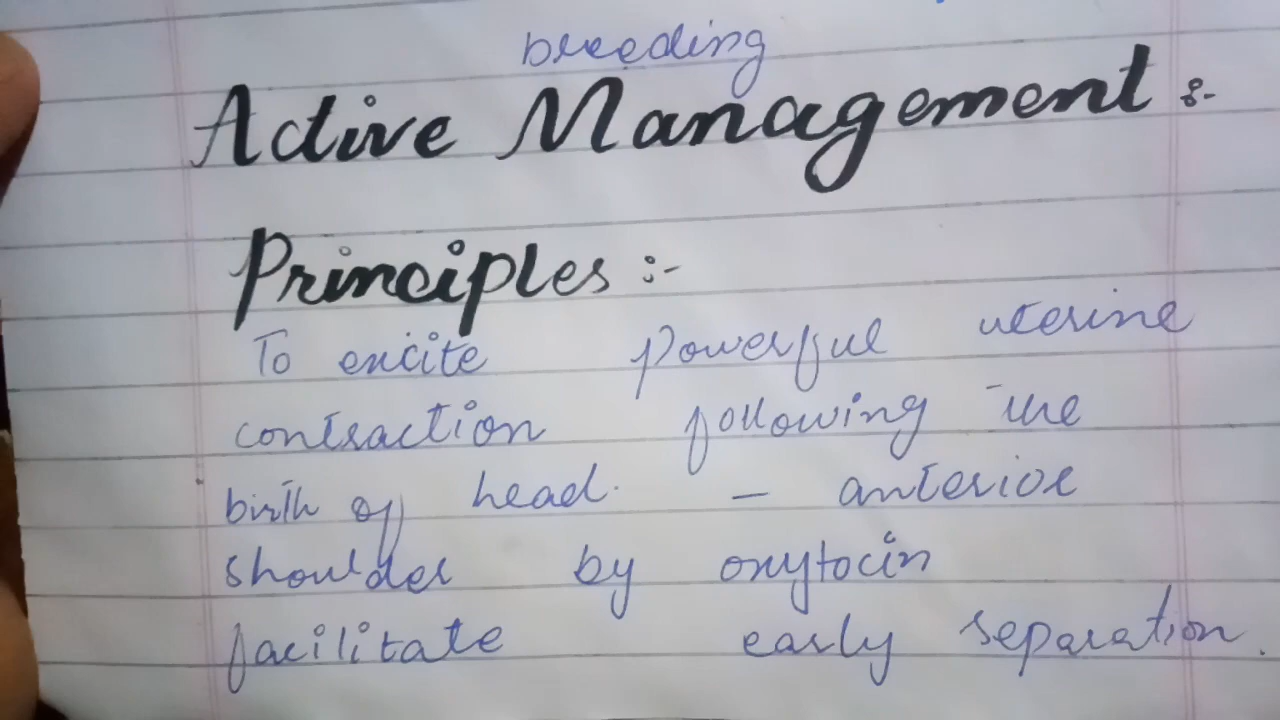 breeding
Active Management :-
Principles :-
To excite powerful uterine
contraction following the
birth of head. - anterior
shoulder by oxytocin
facilitate early separation.